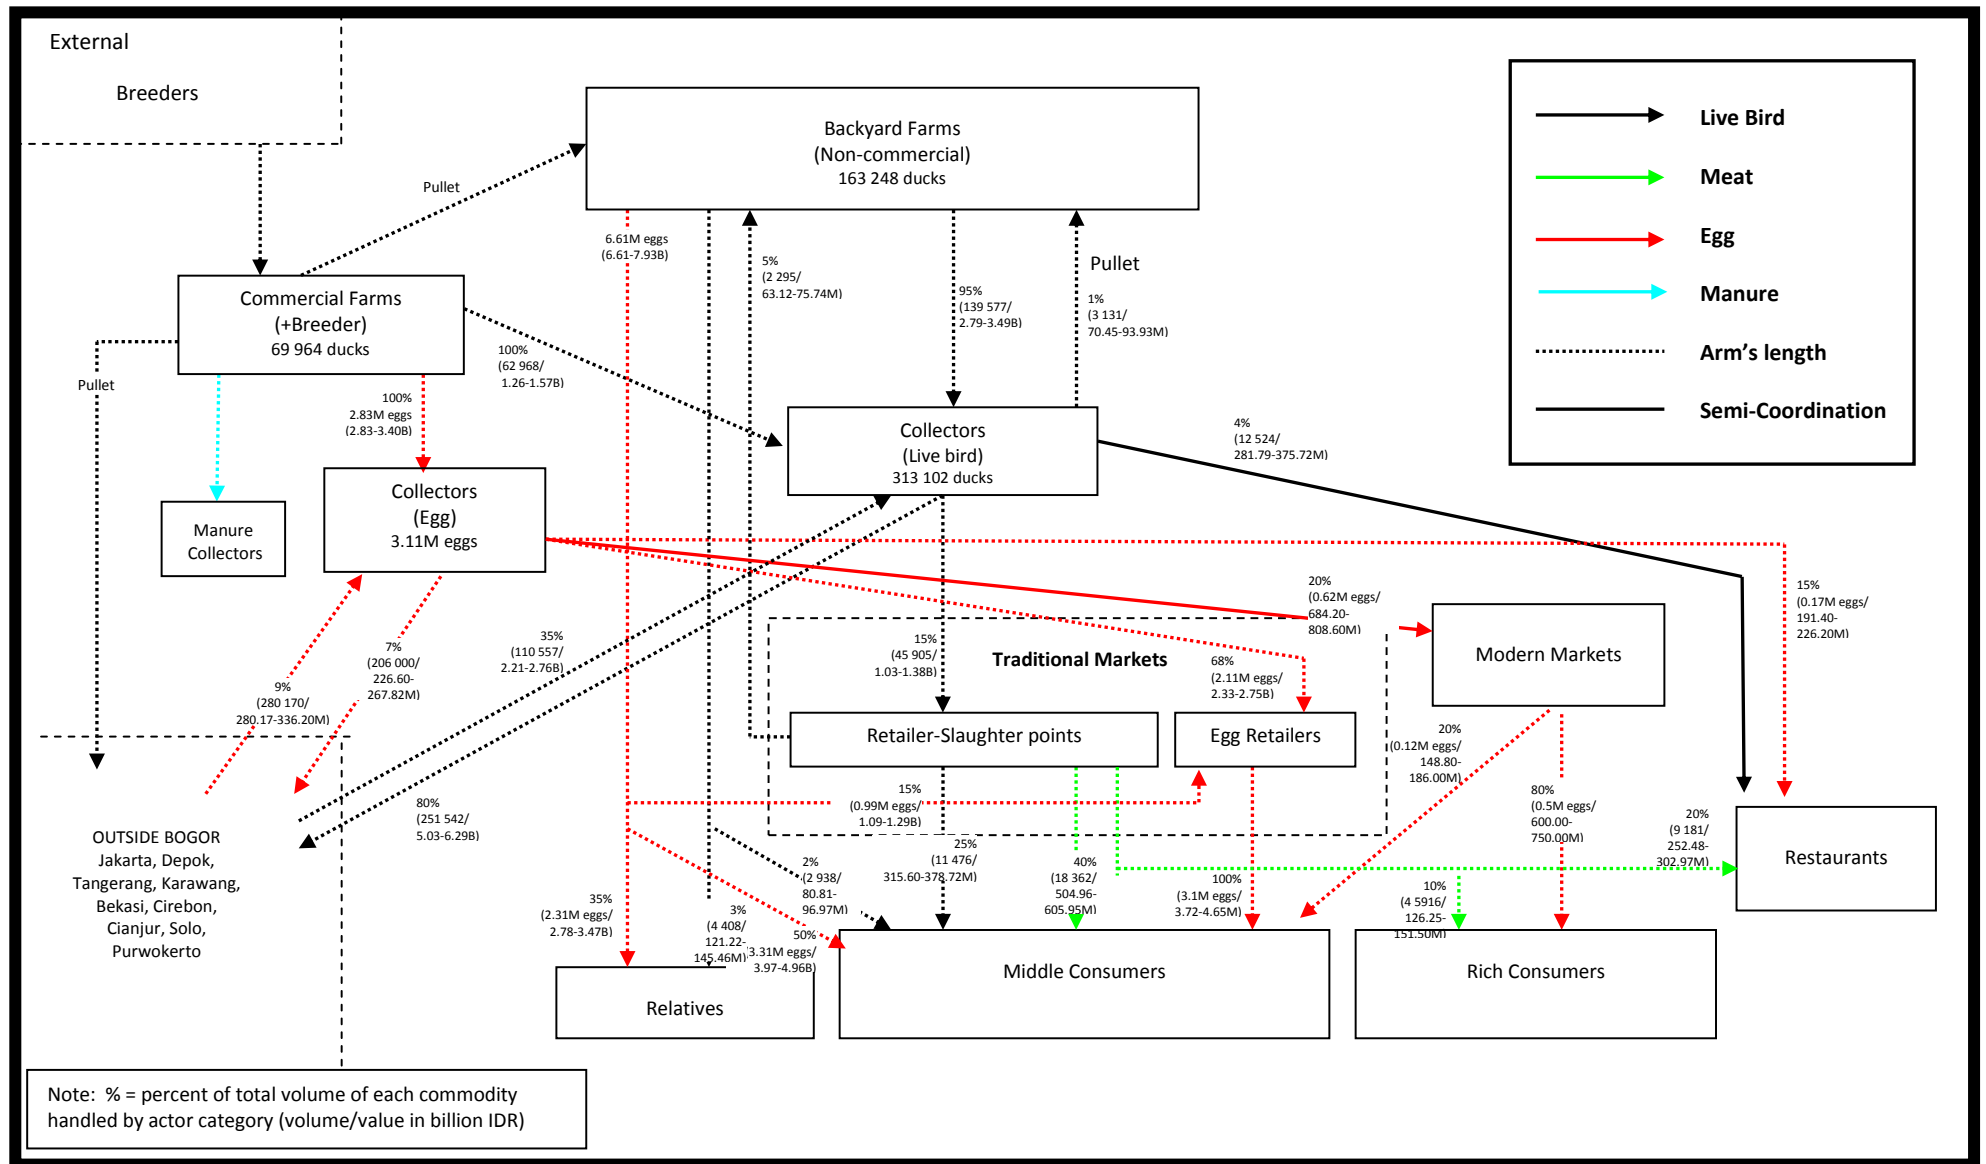 External
Breeders
Backyard Farms
(Non-commercial)
163 248 ducks
Live Bird
Meat
Egg
Manure
Arm's length
Semi-Coordination
Pullet
6.61M eggs
(6.61-7.93B)
5%
(2 295/
63.12-75.74M)
95%
(139 577/
2.79-3.49B)
Pullet
1%
(3 131/
70.45-93.93M)
Commercial Farms
(+Breeder)
69 964 ducks
100%
(62 968/
1.26-1.57B)
Pullet
100%
2.83M eggs
(2.83-3.40B)
Collectors
(Live bird)
313 102 ducks
4%
(12 524/
281.79-375.72M)
Collectors
(Egg)
3.11M eggs
Manure
Collectors
20%
(0.62M eggs/
684.20-
808.60M)
15%
(0.17M eggs/
191.40-
226.20M)
35%
(110 557/
2.21-2.76B)
7%
(206 000/
226.60-
267.82M)
9%
(280 170/
280.17-336.20M)
15%
(45 905/
1.03-1.38B)
Traditional Markets
68%
(2.11M eggs/
2.33-2.75B)
Modern Markets
Retailer-Slaughter points
Egg Retailers
20%
(0.12M eggs/
148.80-
186.00M)
80%
(251 542/
5.03-6.29B)
15%
(0.99M eggs/
1.09-1.29B)
80%
(0.5M eggs/
600.00-
750.00M)
20%
(9 181/
252.48-
302.97M)
Restaurants
OUTSIDE BOGOR
Jakarta, Depok,
Tangerang, Karawang,
Bekasi, Cirebon,
Cianjur, Solo,
Purwokerto
25%
(11 476/
315.60-378.72M)
2%
(2 938/
80.81-
96.97M)
40%
(18 362/
504.96-
605.95M)
100%
(3.1M eggs/
3.72-4.65B)
10%
(4 5916/
126.25-
151.50M)
35%
(2.31M eggs/
2.78-3.47B)
3%
(4 408/
121.22-
145.46M)
50%
(3.31M eggs/
3.97-4.96B)
Relatives
Middle Consumers
Rich Consumers
Note: % = percent of total volume of each commodity
handled by actor category (volume/value in billion IDR)